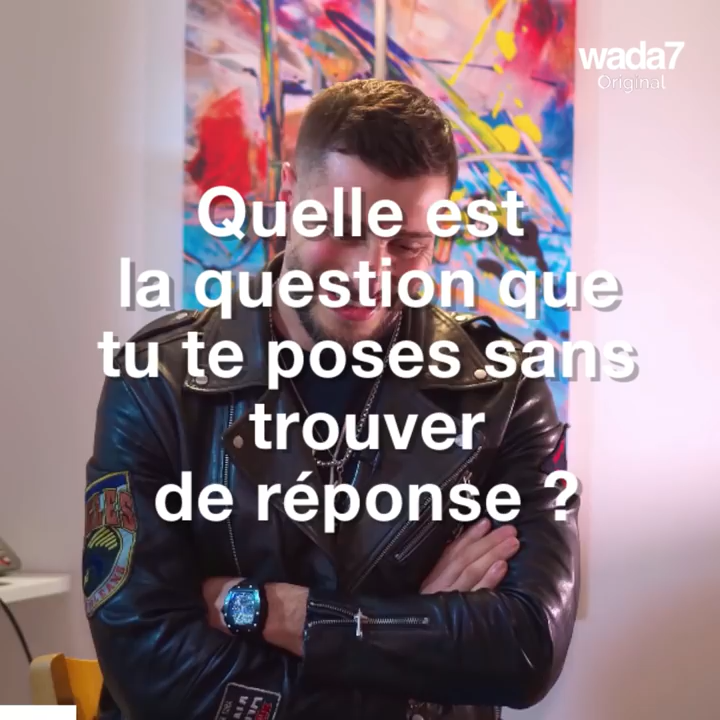 wada7
Original
Quelle est
la question que
tu te poses sans
trouver
de réponse ?